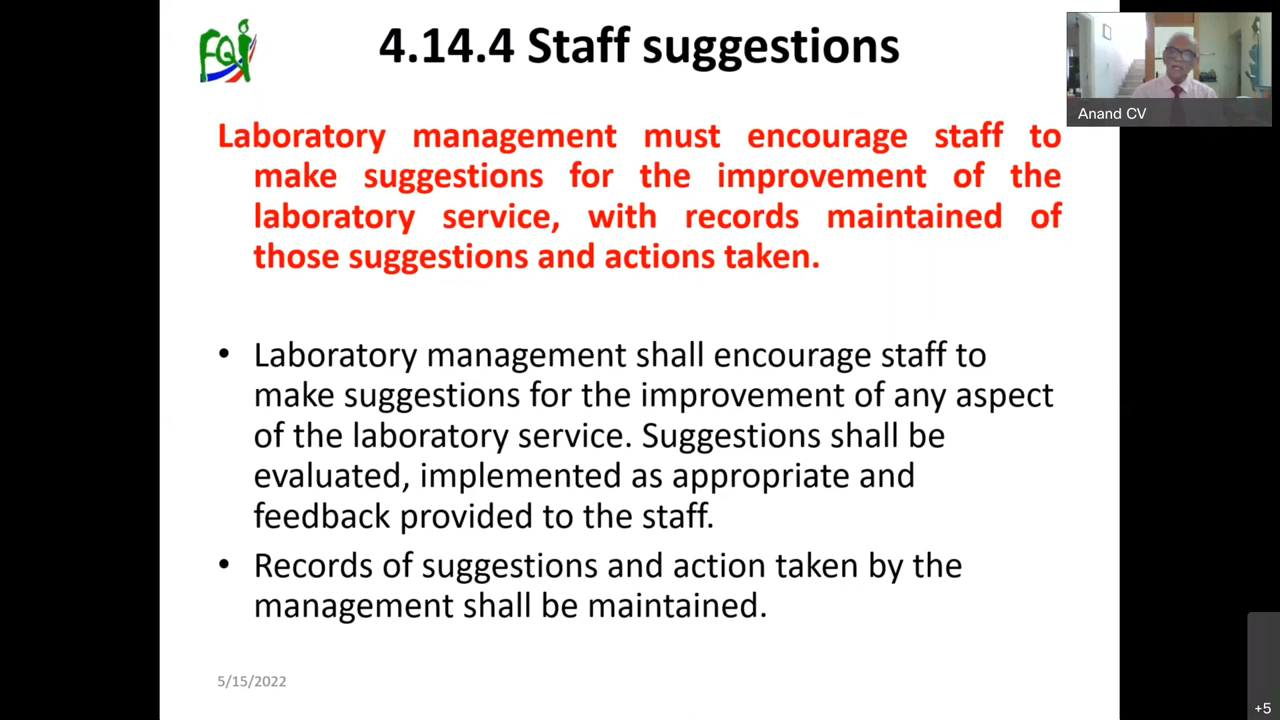 FQI
4.14.4 Staff suggestions
Anand CV
Laboratory management must encourage staff to
make suggestions for the improvement of the
laboratory service, with records maintained of
those suggestions and actions taken.
• Laboratory management shall encourage staff to
make suggestions for the improvement of any aspect
of the laboratory service. Suggestions shall be
evaluated, implemented as appropriate and
feedback provided to the staff.
• Records of suggestions and action taken by the
management shall be maintained.
5/15/2022
+5